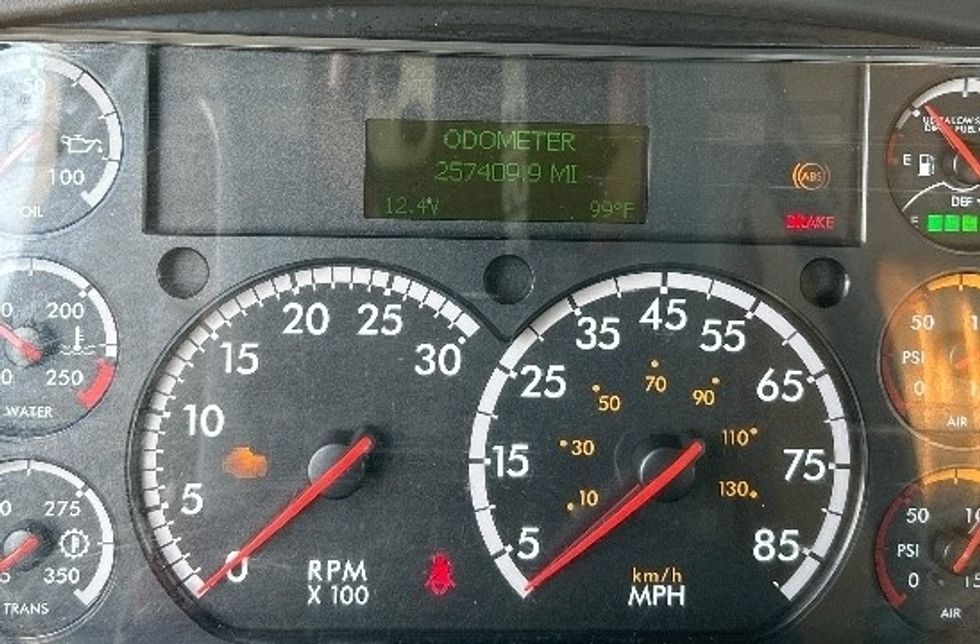 ODOMETER
257409.9 MI
12.4V
99°F
ABS
BRAKE
50
100
OIL
E
DEF
E
200
250
WATER
275
350
TRANS
0
5
10
15
20
25
30
RPM
X 100
5
15
25
35
45
55
65
75
85
10
30
50
70
90
110
130
km/h
MPH
50
PSI
0
AIR
50
PSI
0
AIR